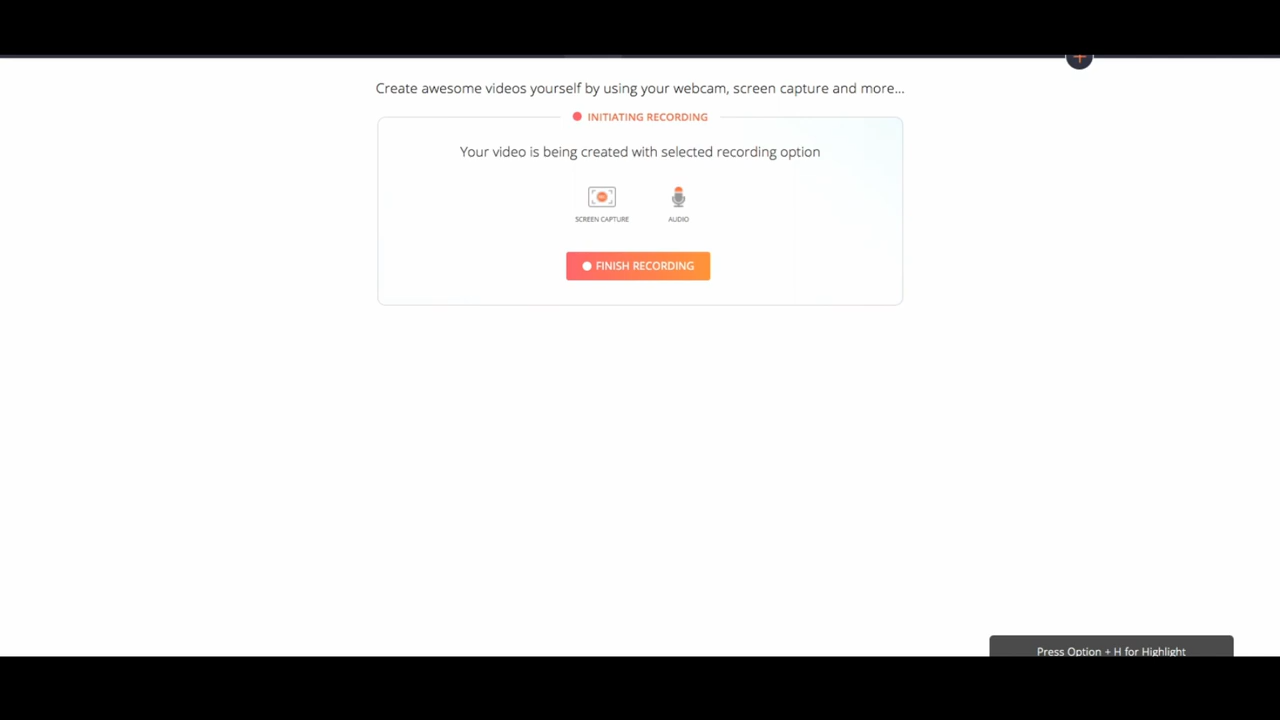 Create awesome videos yourself by using your webcam, screen capture and more...
INITIATING RECORDING
Your video is being created with selected recording option
SCREEN CAPTURE AUDIO
FINISH RECORDING
Press Option + H for Highlight